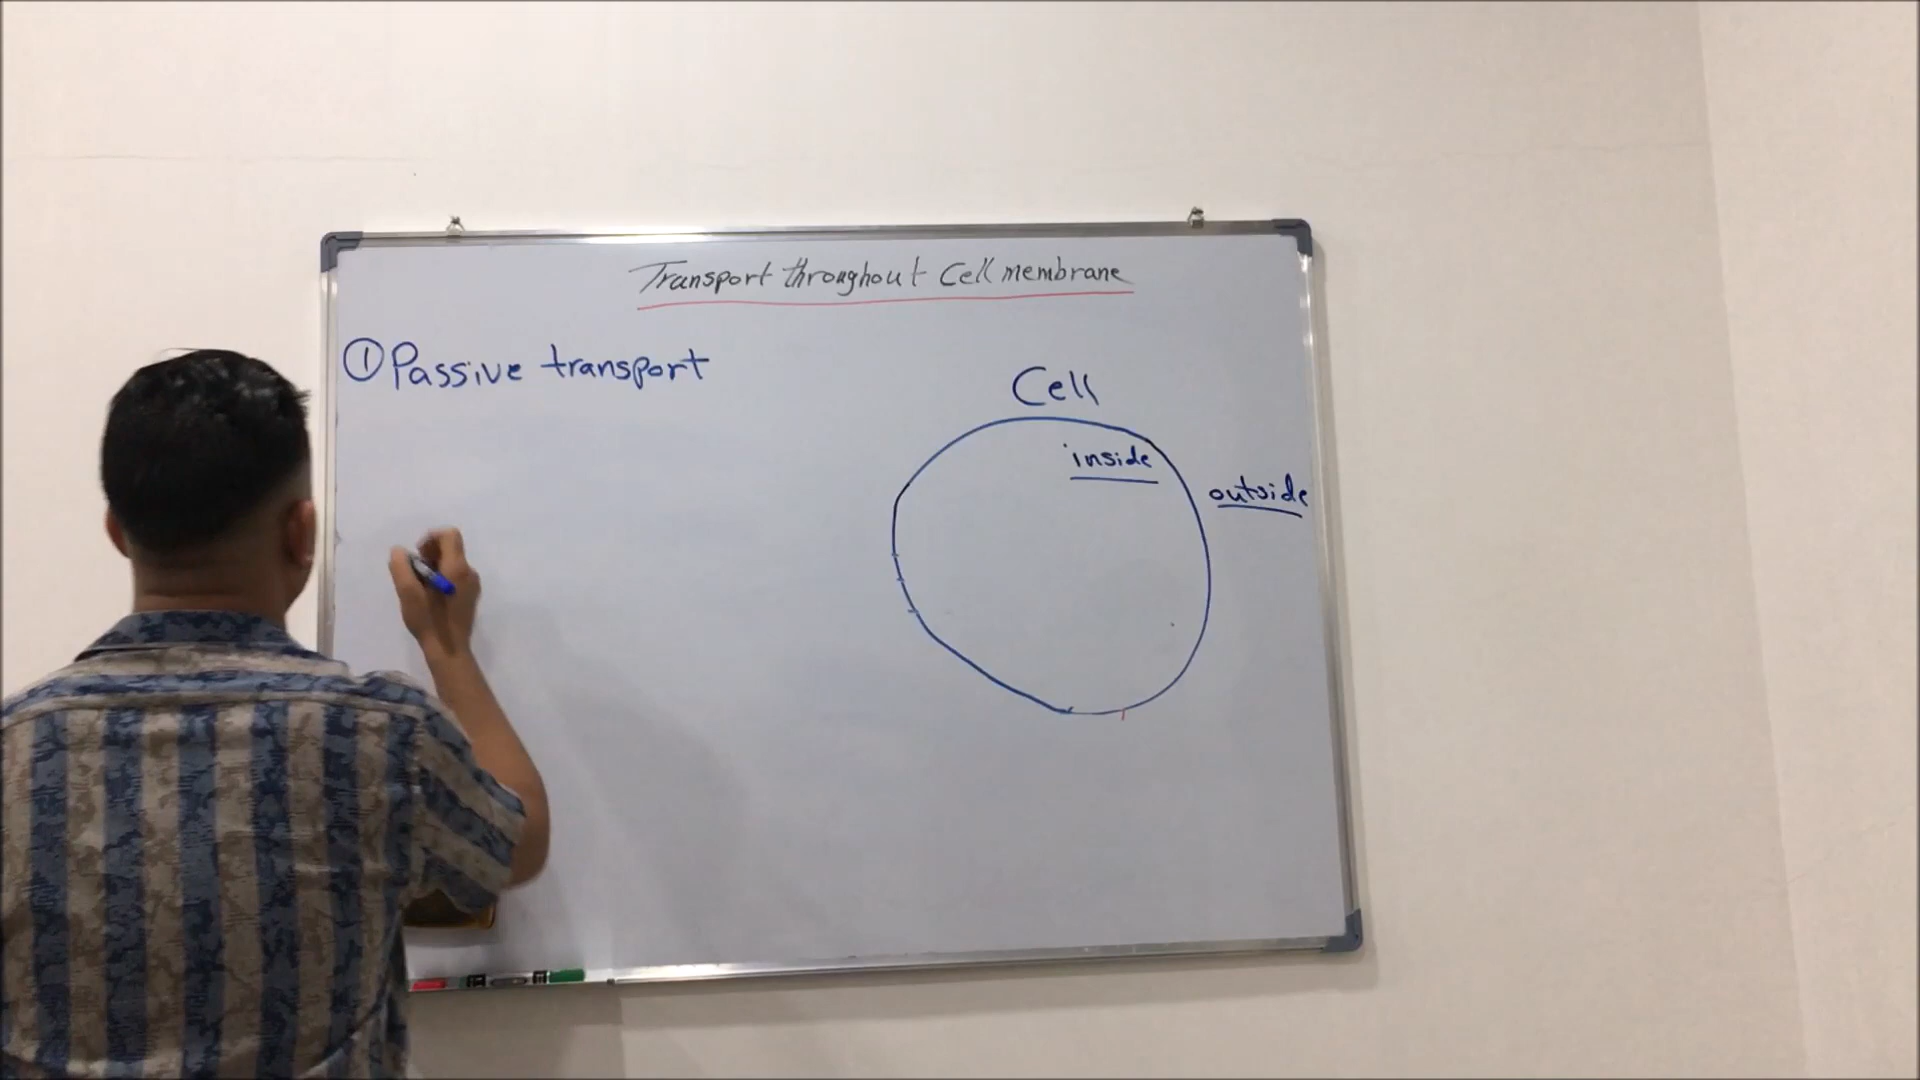 Transport throughout Cell membrane
① Passive transport
Cell
inside
outside